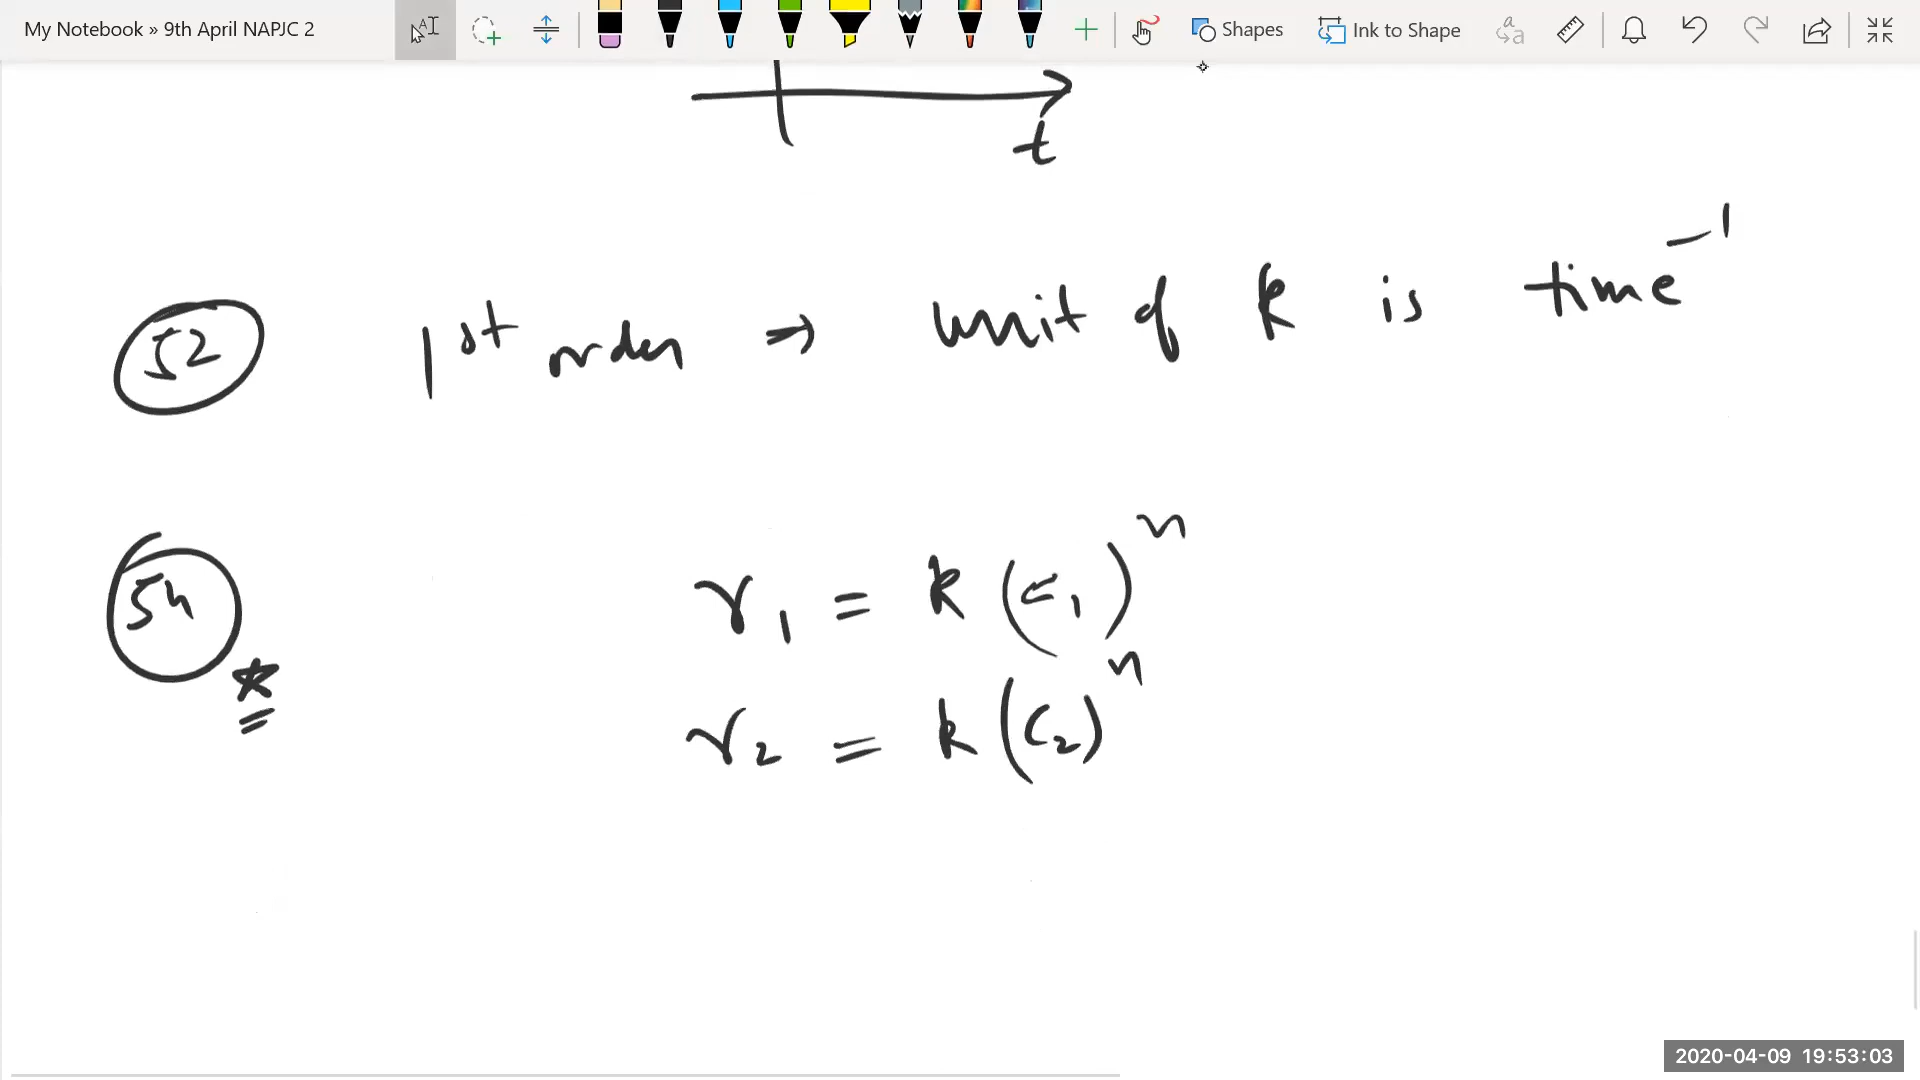 My Notebook » 9th April NAPJC 2
Shapes
Ink to Shape
t
52 1st order ⇒ unit of k is time⁻¹
54 r₁ = k (c₁)ⁿ
r₂ = k (c₂)ⁿ
2020-04-09 19:53:03